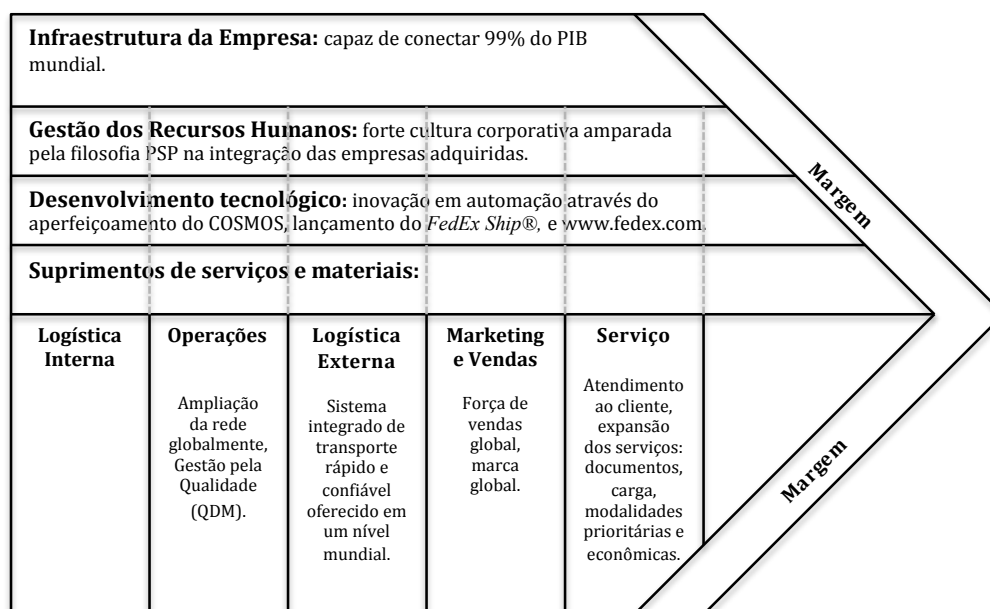 Infraestrutura da Empresa: capaz de conectar 99% do PIB
mundial.
Gestão dos Recursos Humanos: forte cultura corporativa amparada
pela filosofia PSP na integração das empresas adquiridas.
Desenvolvimento tecnológico: inovação em automação através do
aperfeiçoamento do COSMOS, lançamento do FedEx Ship®, e www.fedex.com.
Suprimentos de serviços e materiais:
Margem
Logística
Interna
Operações
Ampliação
da rede
globalmente,
Gestão pela
Qualidade
(QDM).
Logística
Externa
Sistema
integrado de
transporte
rápido e
confiável
oferecido em
um nível
mundial.
Marketing
e Vendas
Força de
vendas
global,
marca
global.
Serviço
Atendimento
ao cliente,
expansão
dos serviços:
documentos,
carga,
modalidades
prioritárias e
econômicas.
Margem